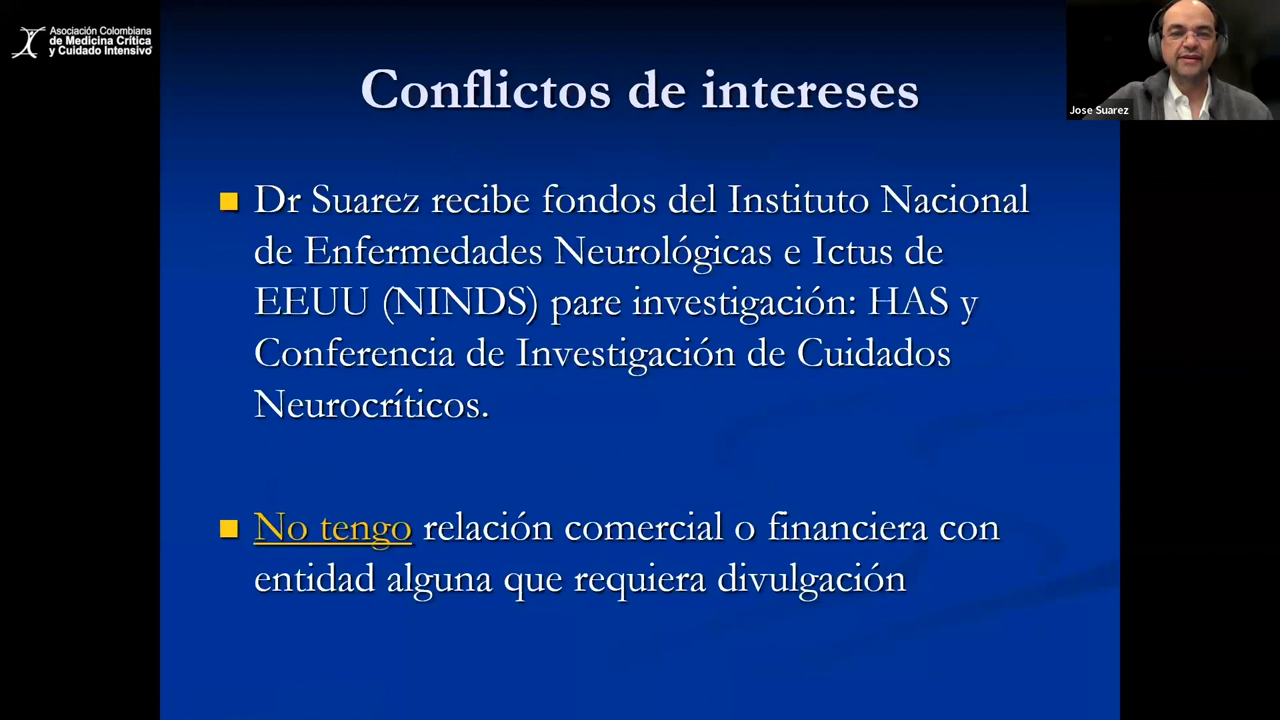 Asociación Colombiana
de Medicina Crítica
y Cuidado Intensivo
Conflictos de intereses
Jose Suarez
Dr Suarez recibe fondos del Instituto Nacional
de Enfermedades Neurológicas e Ictus de
EEUU (NINDS) pare investigación: HAS y
Conferencia de Investigación de Cuidados
Neurocríticos.
No tengo relación comercial o financiera con
entidad alguna que requiera divulgación